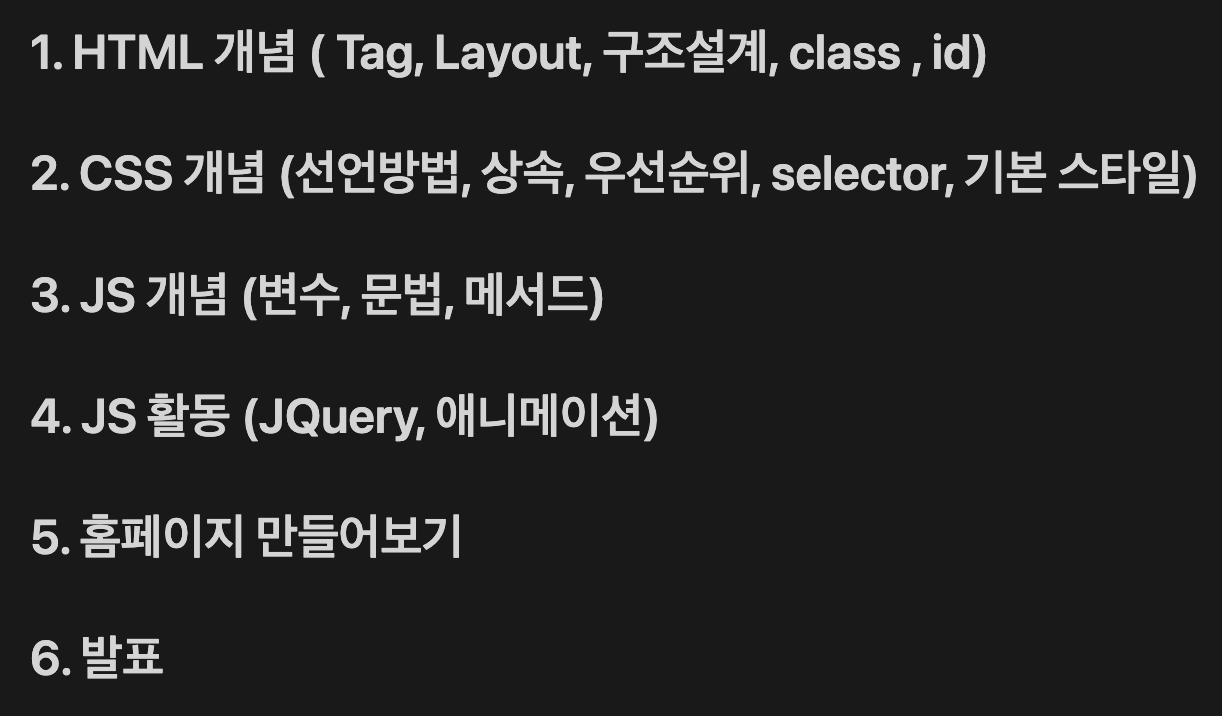 1. HTML 개념 ( Tag, Layout, 구조설계, class , id)
2. CSS 개념 (선언방법, 상속, 우선순위, selector, 기본 스타일)
3. JS 개념 (변수, 문법, 메서드)
4. JS 활동 (JQuery, 애니메이션)
5. 홈페이지 만들어보기
6. 발표